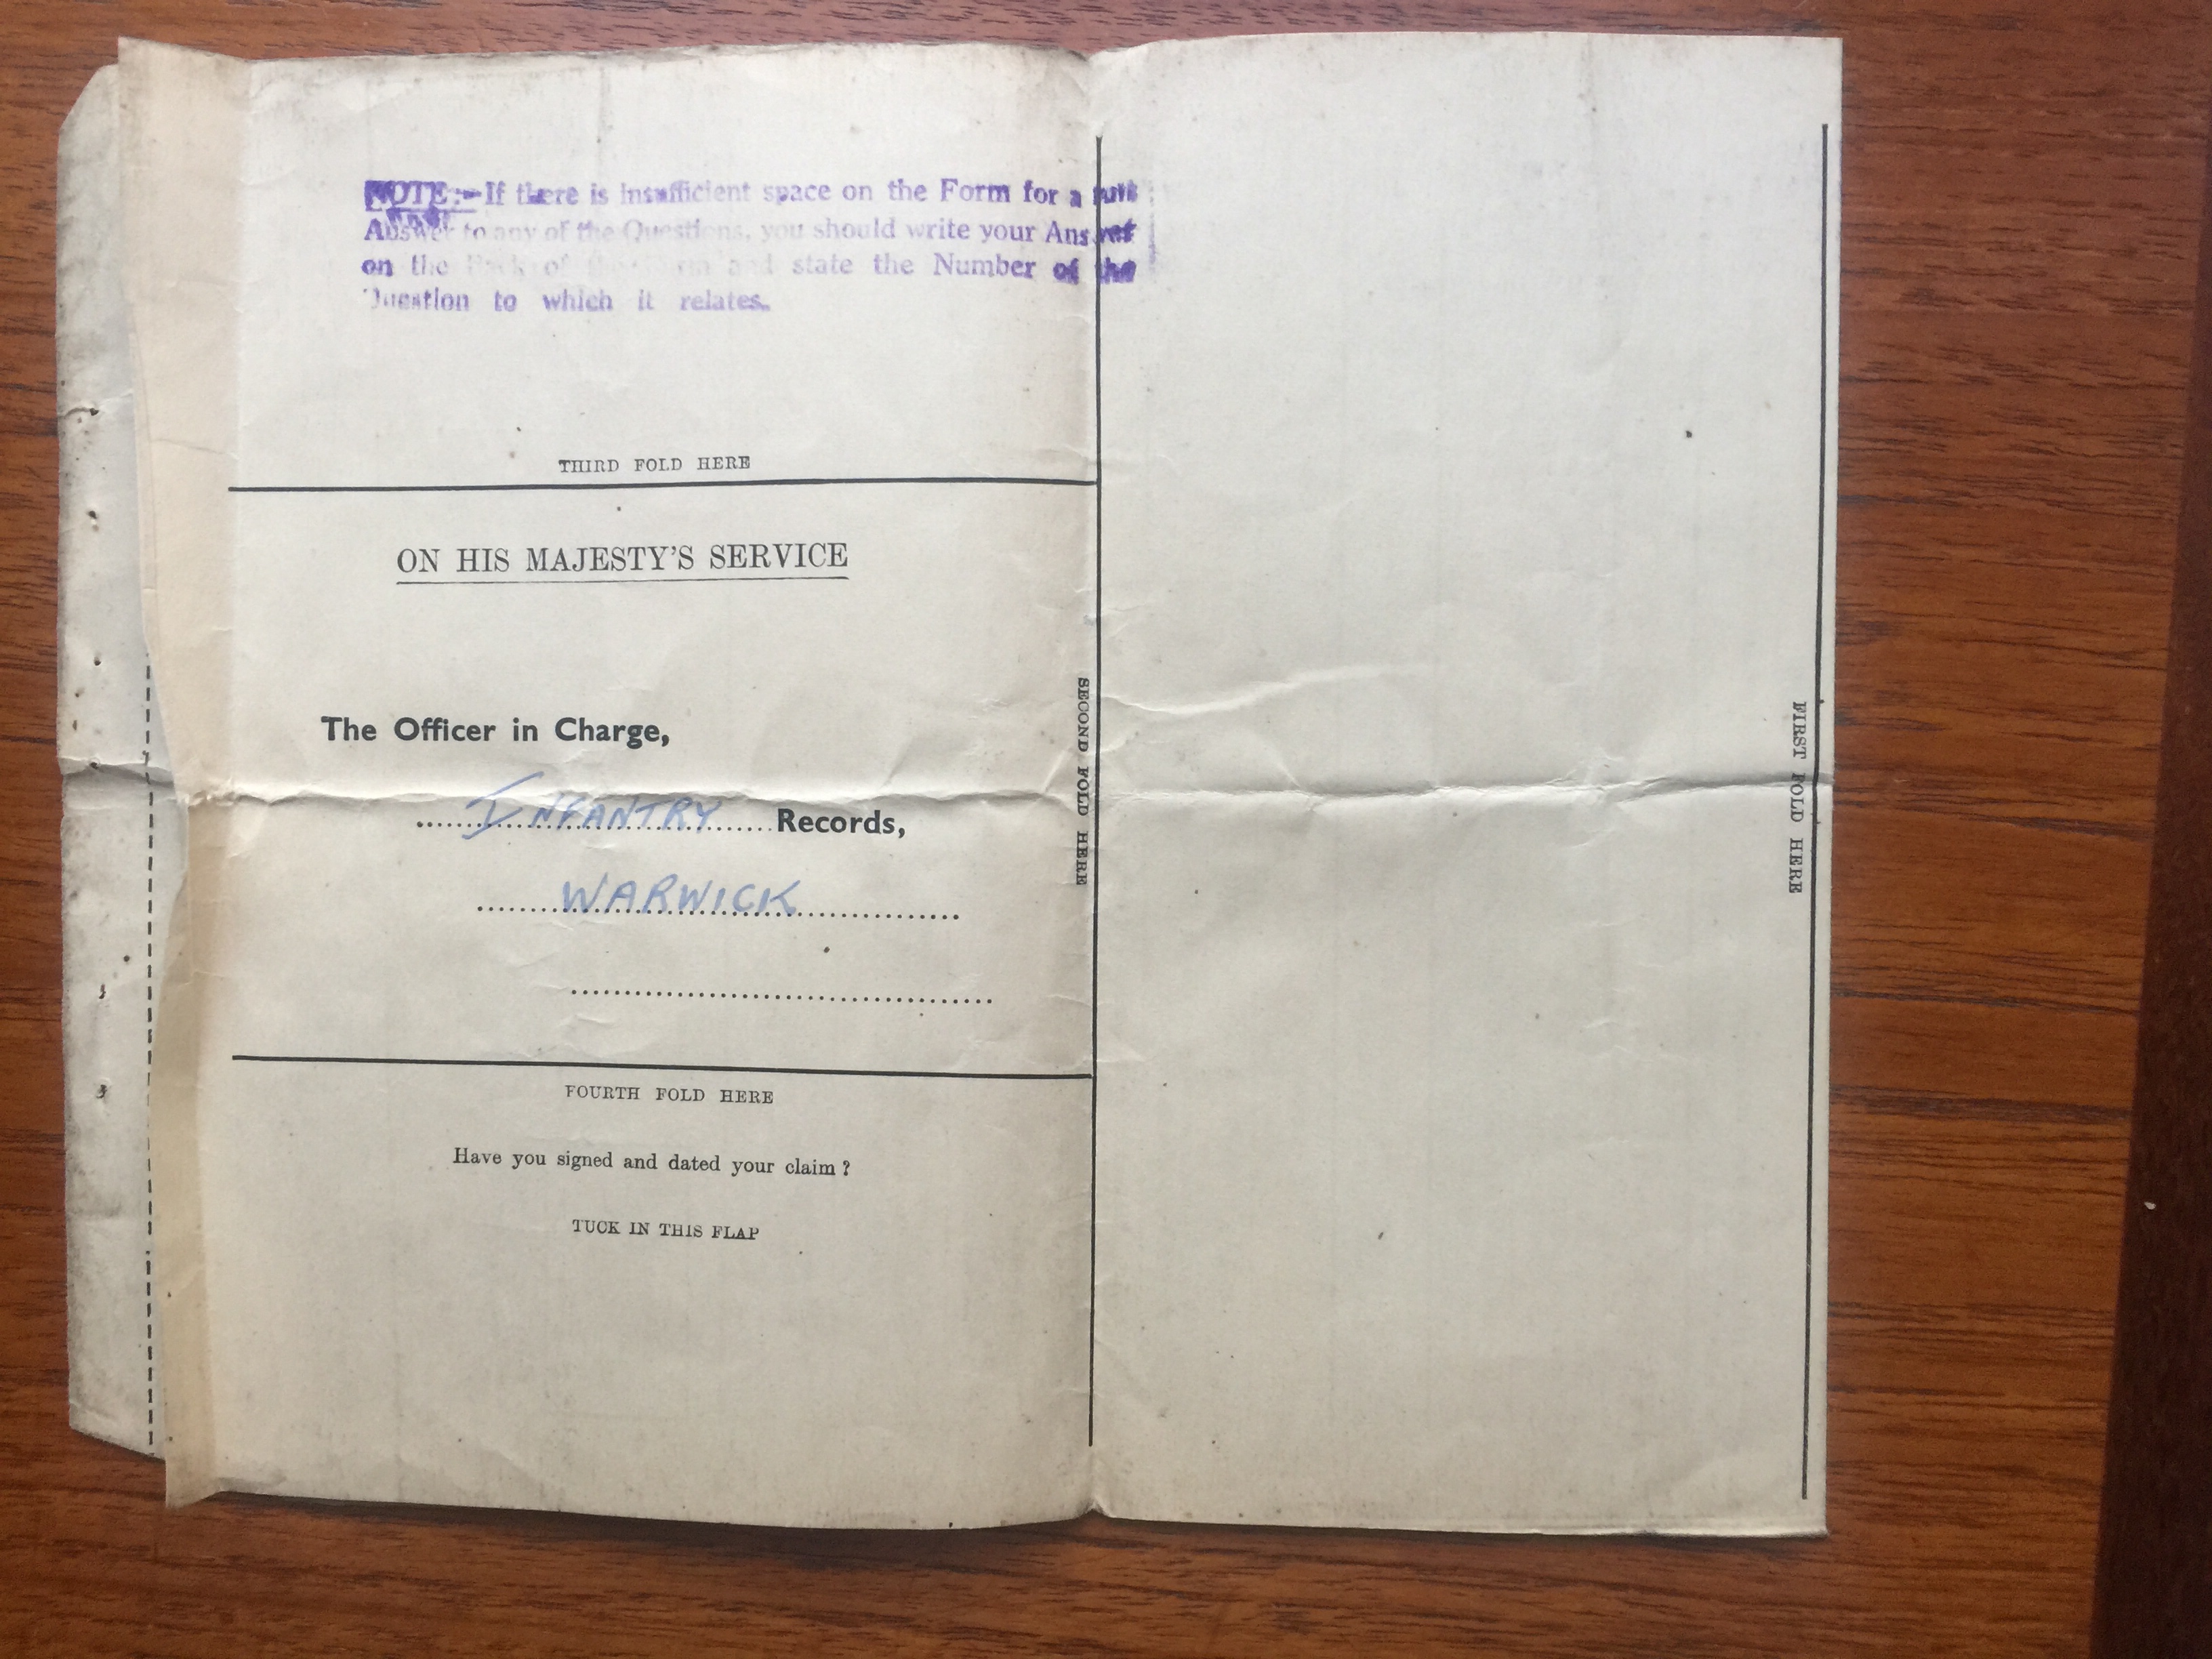 NOTE:- If there is insufficient space on the Form for a full
Answer to any of the Questions, you should write your Answer
on the Back of the Form and state the Number of the
Question to which it relates.
THIRD FOLD HERE
ON HIS MAJESTY'S SERVICE
The Officer in Charge,
INFANTRY Records,
WARWICK
FOURTH FOLD HERE
Have you signed and dated your claim ?
TUCK IN THIS FLAP
SECOND FOLD HERE
FIRST FOLD HERE